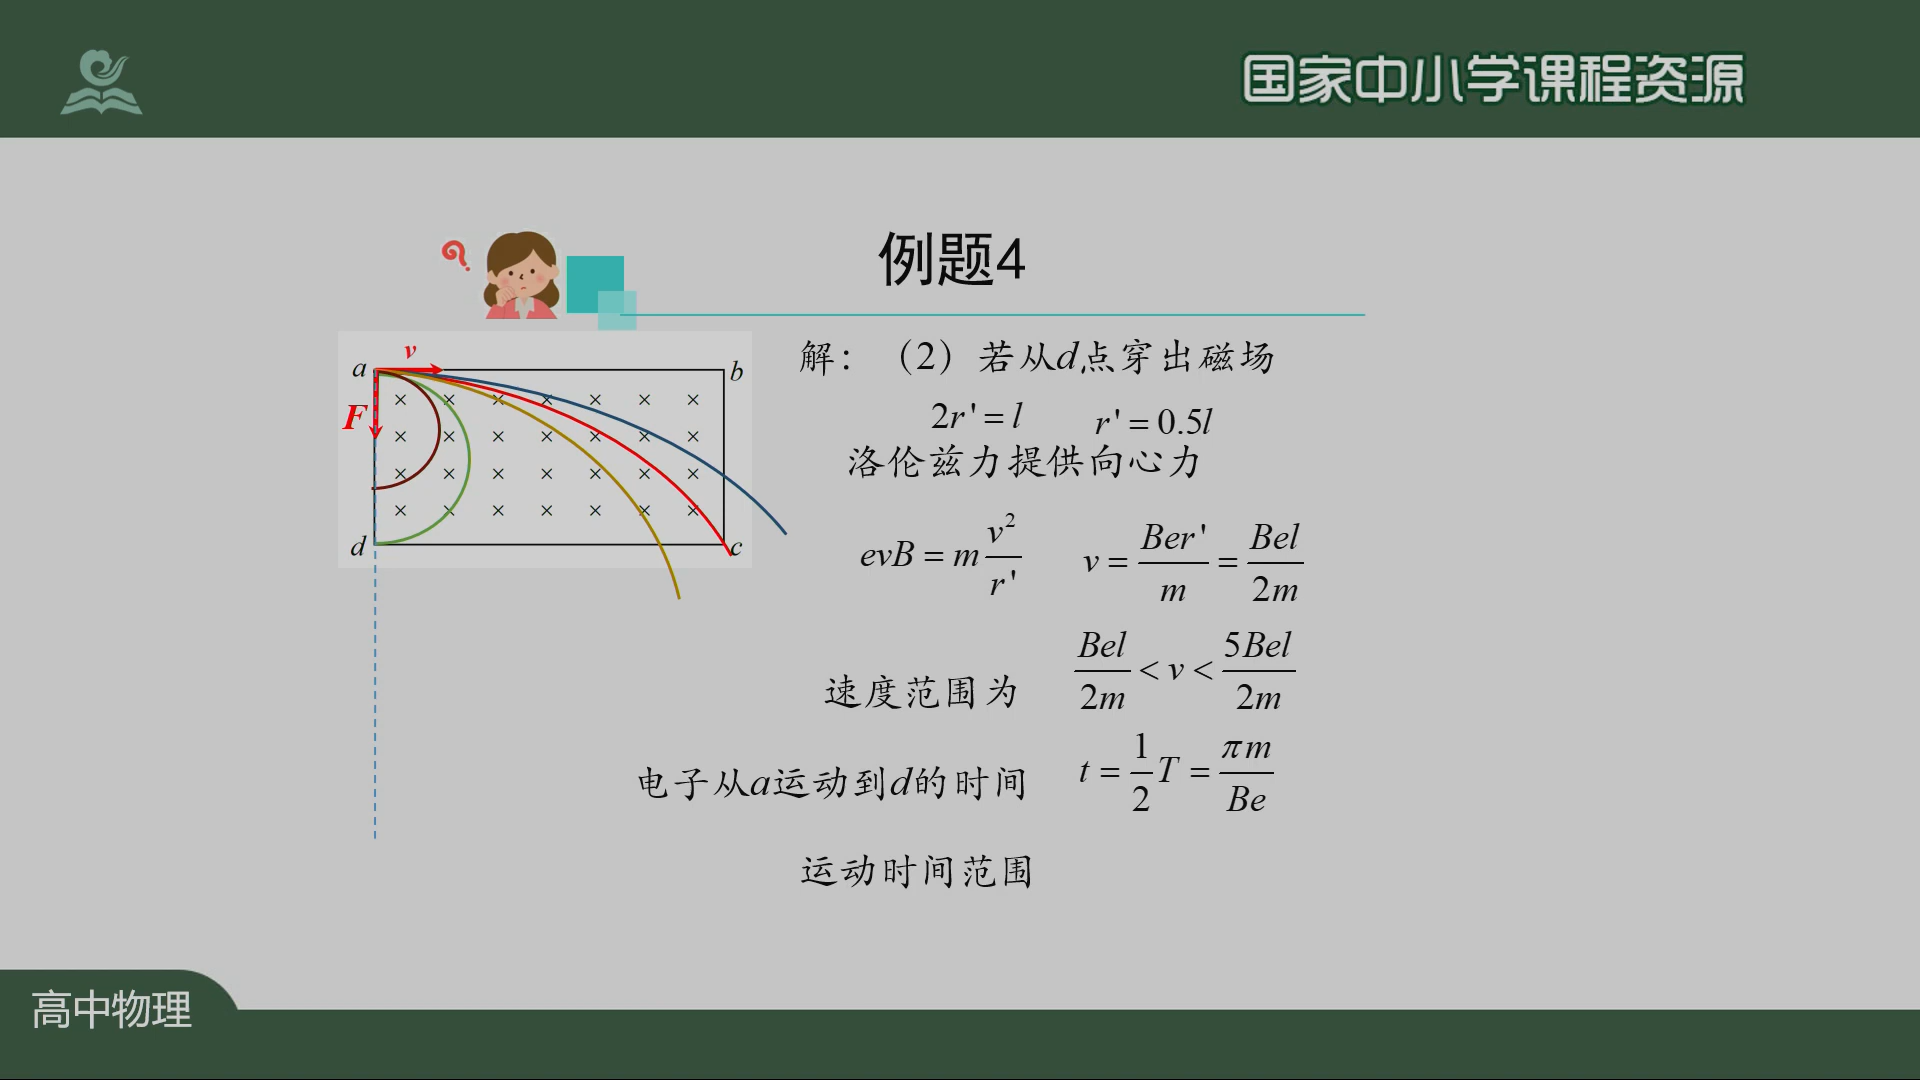 国家中小学课程资源
例题4
v
a
b
F
d
c
解：（2）若从d点穿出磁场
2r' = l r' = 0.5l
洛伦兹力提供向心力
evB = m v²/r' v = Ber'/m = Bel/2m
速度范围为 Bel/2m < v < 5Bel/2m
电子从a运动到d的时间 t = 1/2 T = πm/Be
运动时间范围
高中物理